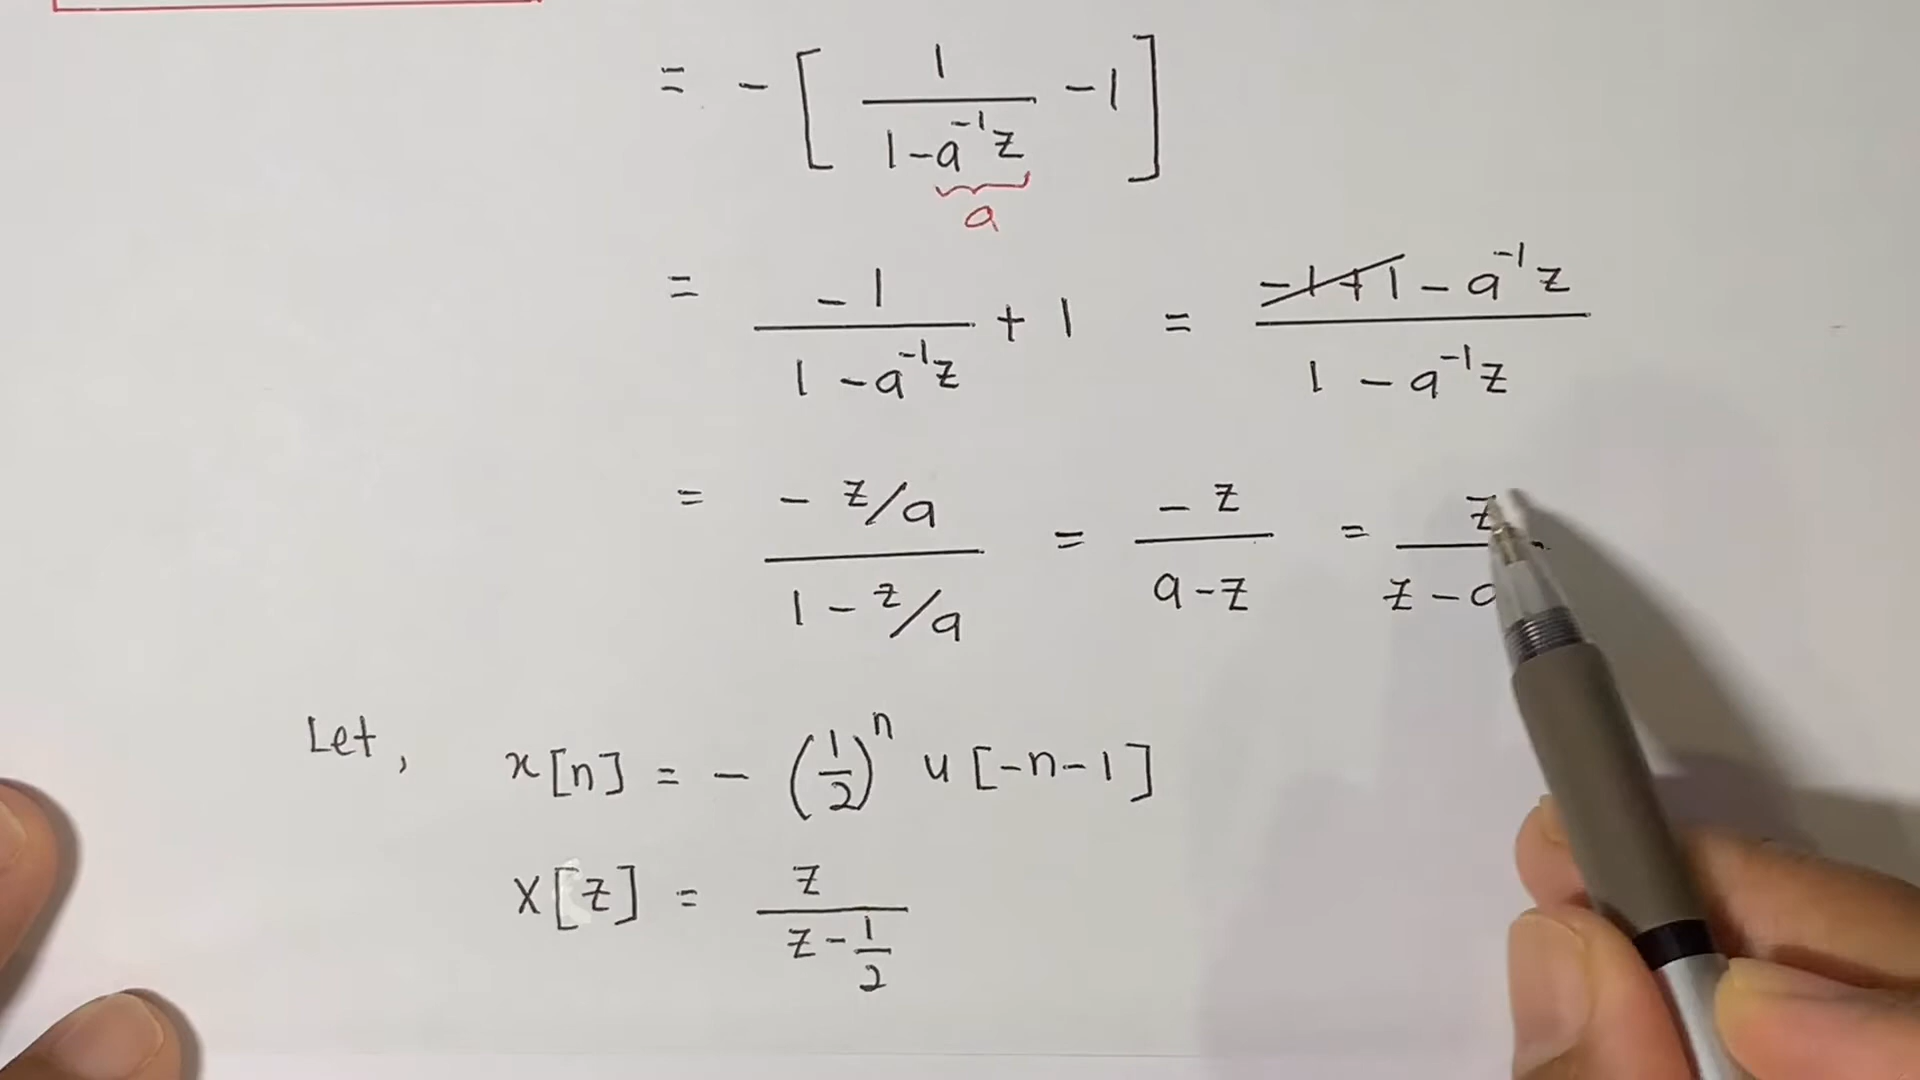 = - [ 1/(1-a⁻¹z) -1 ]
a
= -1/(1-a⁻¹z) + 1 = (-1+1-a⁻¹z)/(1-a⁻¹z)
= (- z/a)/(1 - z/a) = (- z)/(a-z) = z/(z-a
Let, x[n] = - (1/2)ⁿ u [-n-1]
X[z] = z/(z - 1/2)